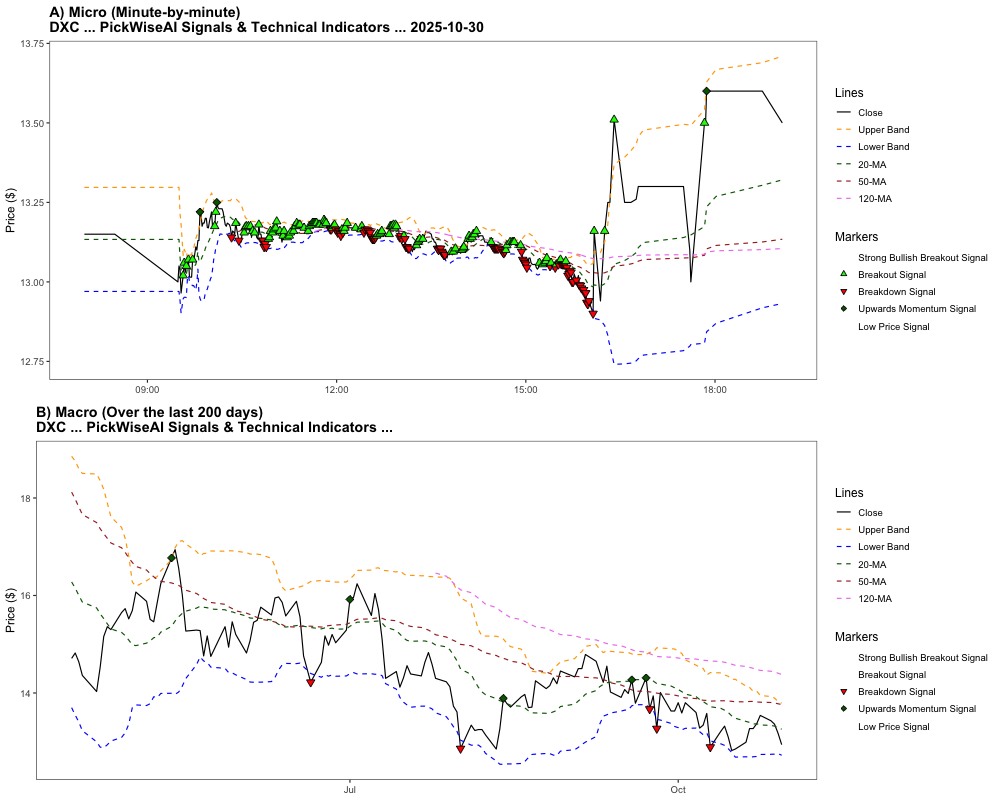 A) Micro (Minute-by-minute)
DXC ... PickWiseAI Signals & Technical Indicators ... 2025-10-30
Price ($)
13.75
13.50
13.25
13.00
12.75
09:00
12:00
15:00
18:00
Lines
Close
Upper Band
Lower Band
20-MA
50-MA
120-MA
Markers
Strong Bullish Breakout Signal
Breakout Signal
Breakdown Signal
Upwards Momentum Signal
Low Price Signal
B) Macro (Over the last 200 days)
DXC ... PickWiseAI Signals & Technical Indicators ...
Price ($)
18
16
14
Jul
Oct
Lines
Close
Upper Band
Lower Band
20-MA
50-MA
120-MA
Markers
Strong Bullish Breakout Signal
Breakout Signal
Breakdown Signal
Upwards Momentum Signal
Low Price Signal